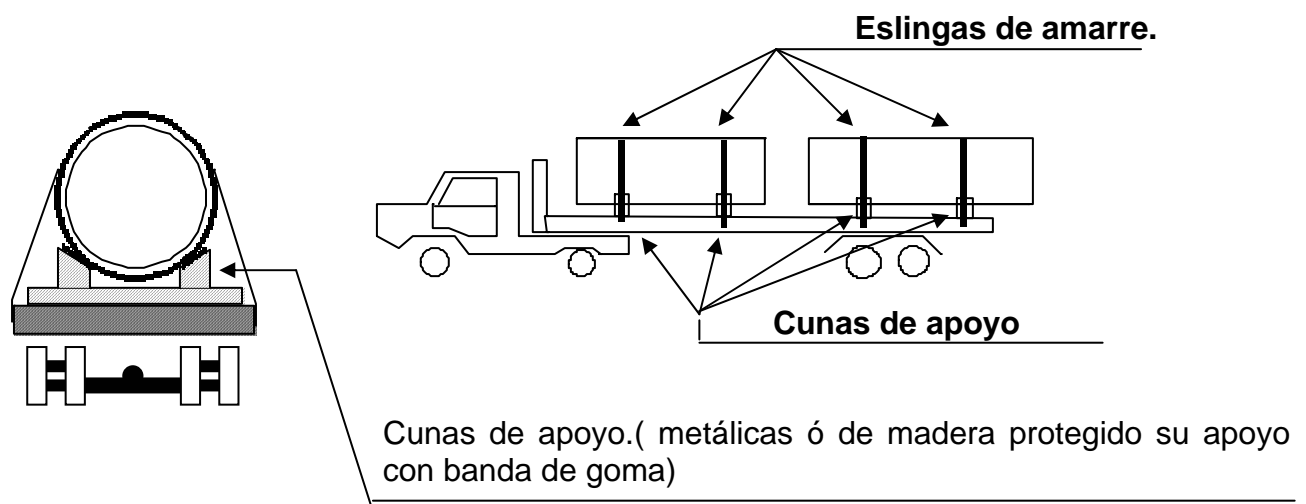 Eslingas de amarre.
Cunas de apoyo
Cunas de apoyo.( metálicas ó de madera protegido su apoyo
con banda de goma)